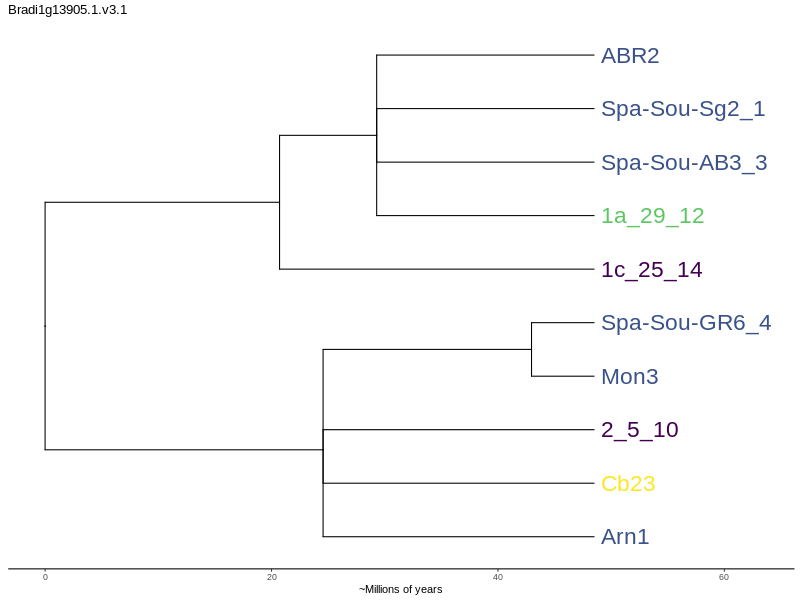 Bradi1g13905.1.v3.1
ABR2
Spa-Sou-Sg2_1
Spa-Sou-AB3_3
1a_29_12
1c_25_14
Spa-Sou-GR6_4
Mon3
2_5_10
Cb23
Arn1
0 20 40 60
~Millions of years